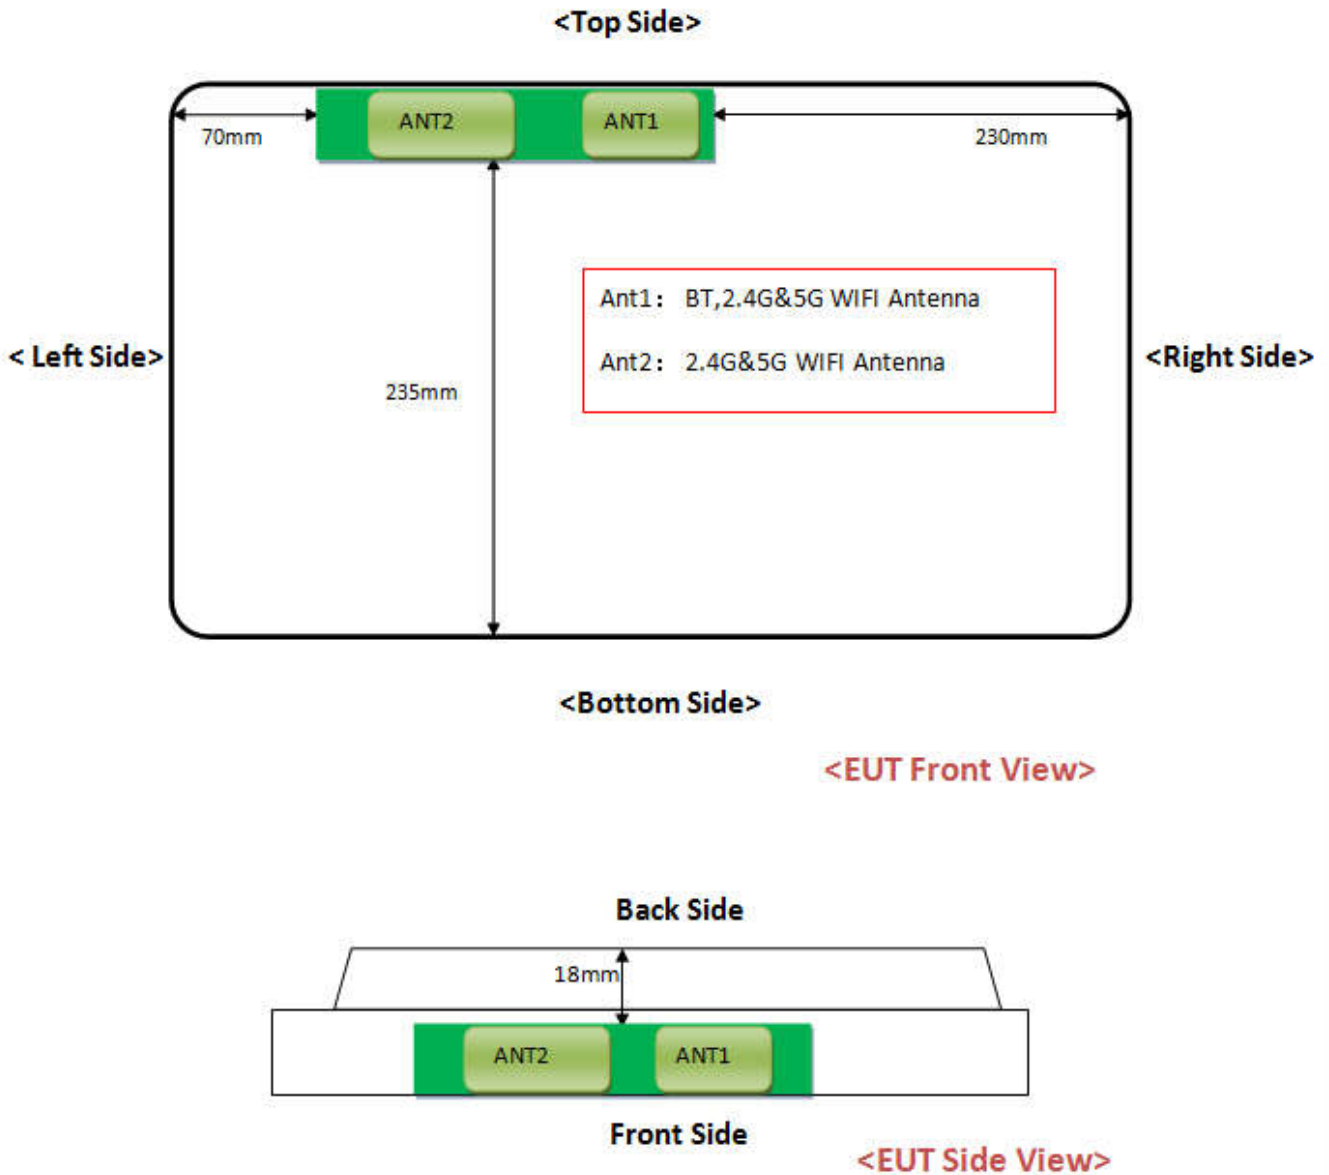 <Top Side>
ANT2 ANT1
70mm 230mm
Ant1： BT,2.4G&5G WIFI Antenna
< Left Side> <Right Side>
Ant2： 2.4G&5G WIFI Antenna
235mm
<Bottom Side>
<EUT Front View>
Back Side
18mm
ANT2 ANT1
Front Side
<EUT Side View>